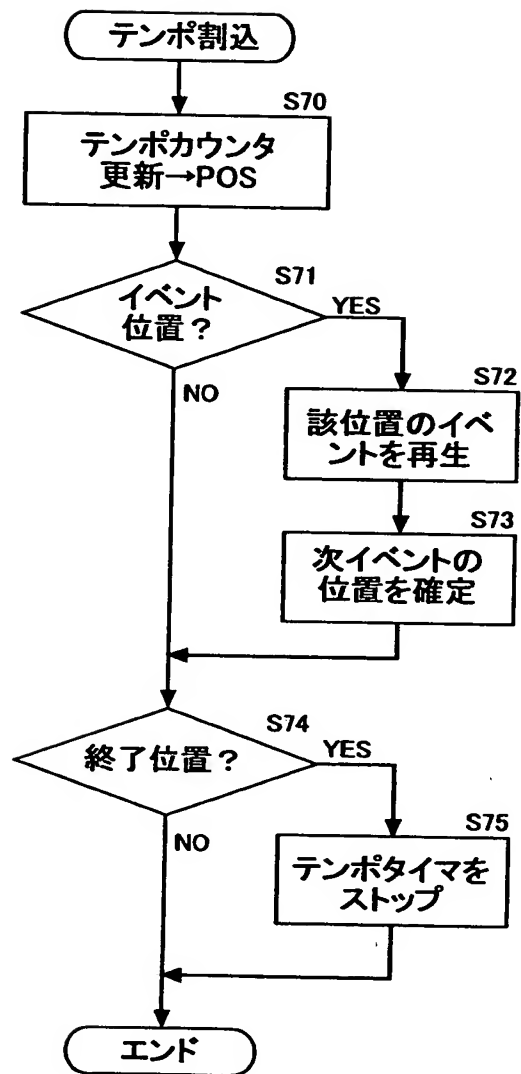 テンポ割込
S70
テンポカウンタ
更新→POS
S71
イベント
位置？
YES
NO
S72
該位置のイベ
ントを再生
S73
次イベントの
位置を確定
S74
終了位置？
YES
NO
S75
テンポタイマを
ストップ
エンド